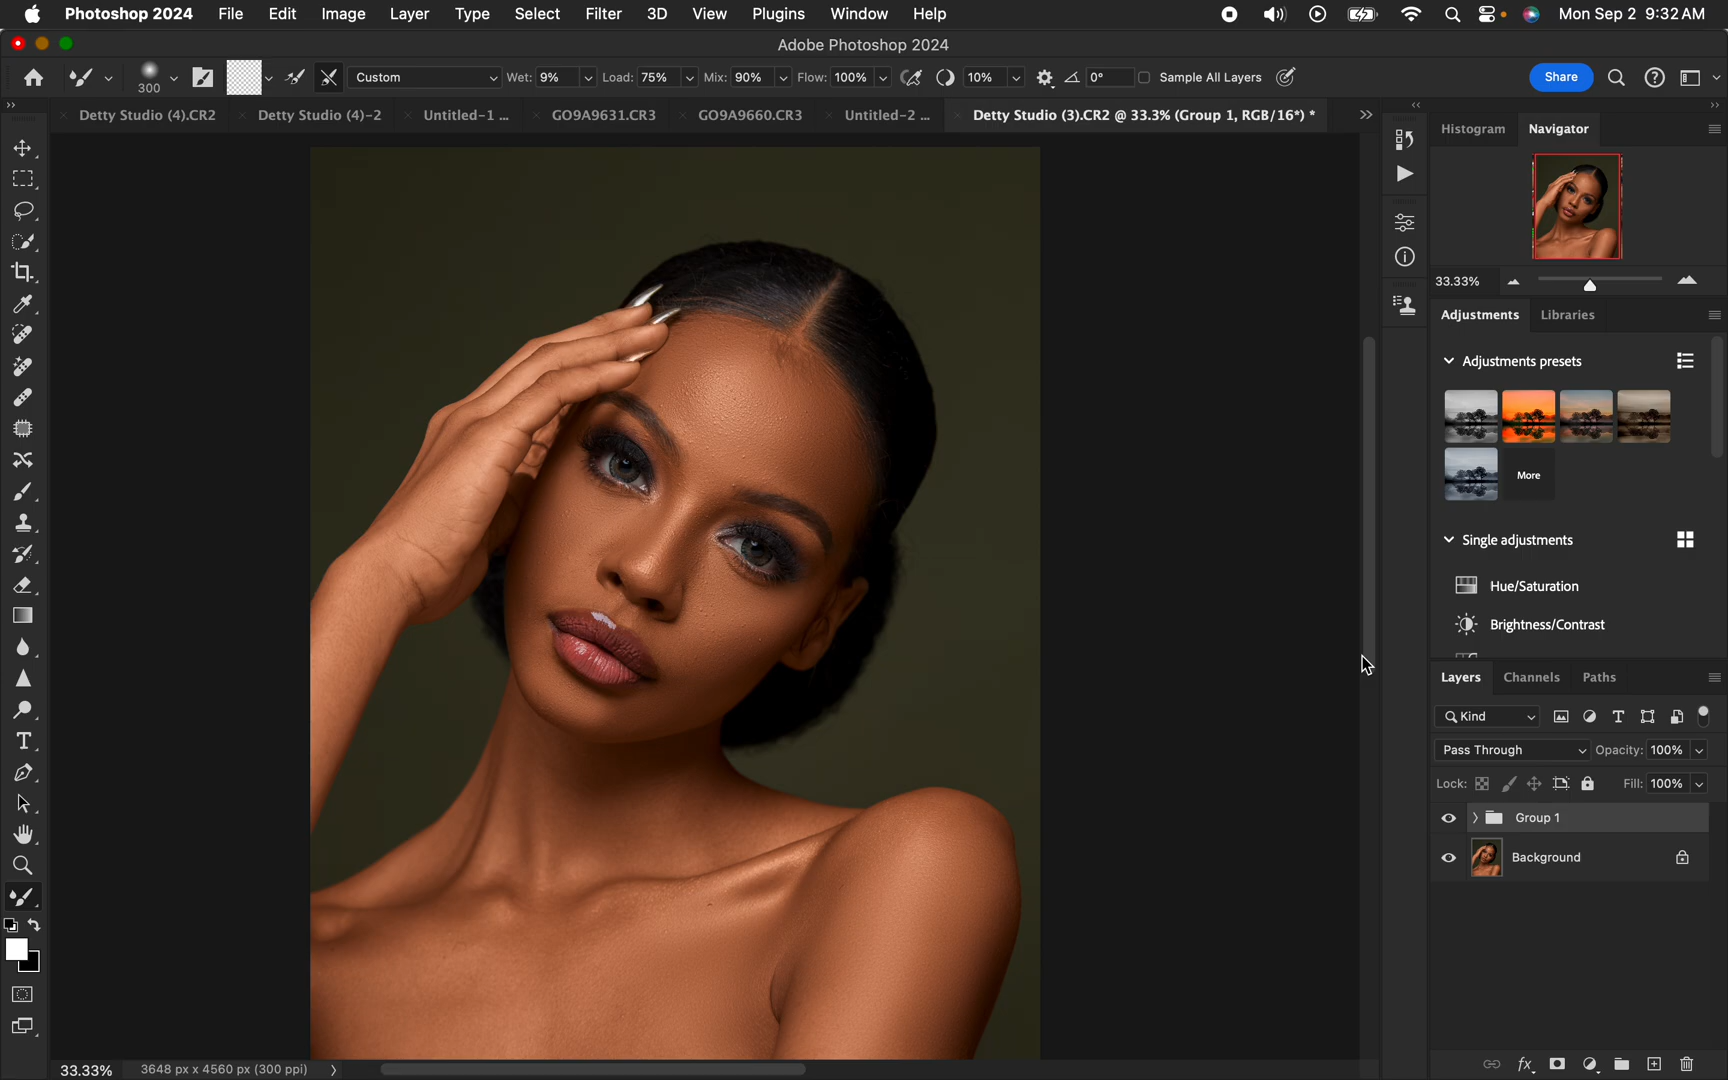 Photoshop 2024 File Edit Image Layer Type Select Filter 3D View Plugins Window Help Mon Sep 2 9:32 AM
Adobe Photoshop 2024
300 Custom Wet: 9% Load: 75% Mix: 90% Flow: 100% 10% 0° Sample All Layers Share
Detty Studio (4).CR2 Detty Studio (4)-2 Untitled-1 ... GO9A9631.CR3 GO9A9660.CR3 Untitled-2 ... Detty Studio (3).CR2 @ 33.3% (Group 1, RGB/16*) *
Histogram Navigator
33.33%
Adjustments Libraries
Adjustments presets
More
Single adjustments
Hue/Saturation
Brightness/Contrast
Layers Channels Paths
Kind
Pass Through Opacity: 100%
Lock: Fill: 100%
Group 1
Background
33.33% 3648 px x 4560 px (300 ppi)